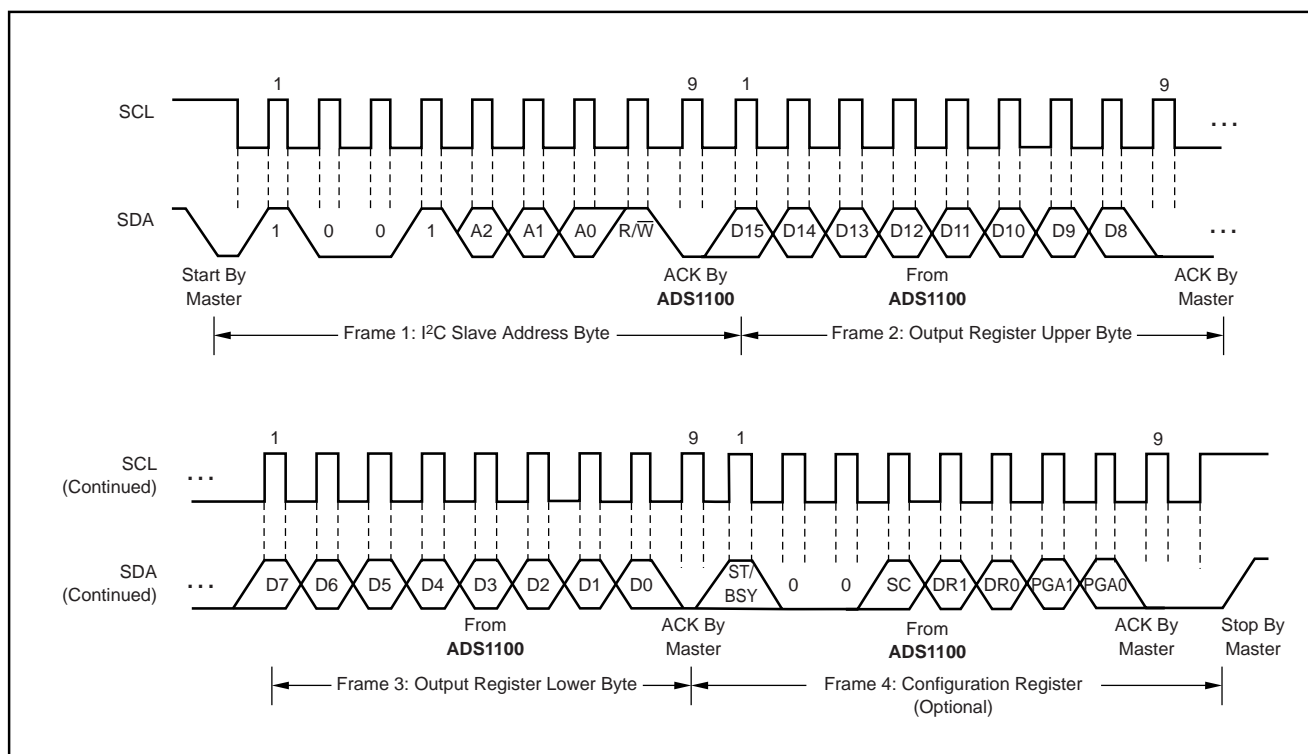 1 9 1 9
SCL ...
SDA 1 0 0 1 A2 A1 A0 R/W̅ D15 D14 D13 D12 D11 D10 D9 D8 ...
Start By
Master
ACK By
ADS1100
From
ADS1100
ACK By
Master
Frame 1: I²C Slave Address Byte
Frame 2: Output Register Upper Byte
1 9 1 9
SCL
(Continued)
...
SDA
(Continued)
... D7 D6 D5 D4 D3 D2 D1 D0 ST/
BSY
0 0 SC DR1 DR0 PGA1 PGA0
From
ADS1100
ACK By
Master
From
ADS1100
ACK By
Master
Stop By
Master
Frame 3: Output Register Lower Byte
Frame 4: Configuration Register
(Optional)